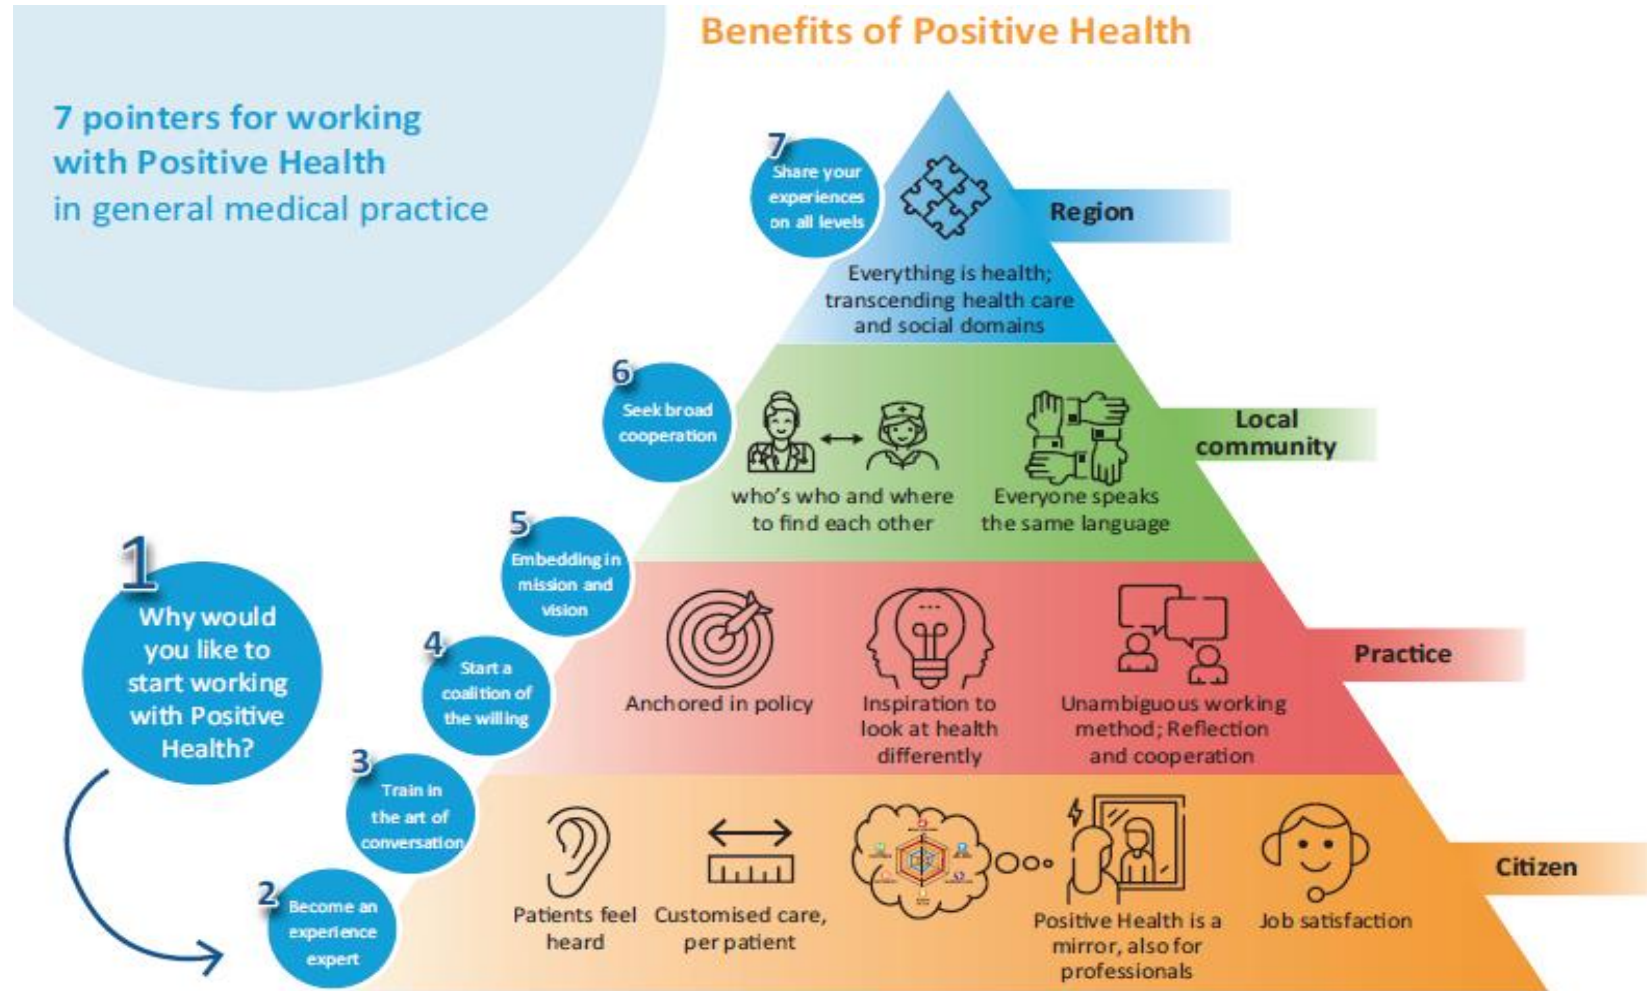 Benefits of Positive Health
7 pointers for working
with Positive Health
in general medical practice
1
Why would
you like to
start working
with Positive
Health?
2
Become an
experience
expert
3
Train in
the art of
conversation
4
Start a
coalition of
the willing
5
Embedding in
mission and
vision
6
Seek broad
cooperation
7
Share your
experiences
on all levels
Region
Everything is health;
transcending health care
and social domains
Local
community
who's who and where
to find each other
Everyone speaks
the same language
Practice
Anchored in policy
Inspiration to
look at health
differently
Unambiguous working
method; Reflection
and cooperation
Citizen
Patients feel
heard
Customised care,
per patient
Positive Health is a
mirror, also for
professionals
Job satisfaction